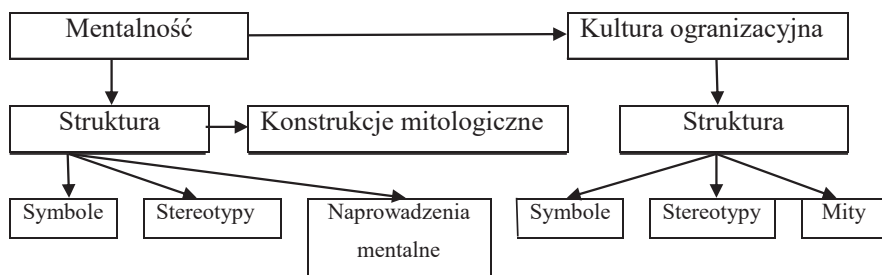 Mentalność
Kultura ogranizacyjna
Struktura
Konstrukcje mitologiczne
Struktura
Symbole
Stereotypy
Naprowadzenia
mentalne
Symbole
Stereotypy
Mity